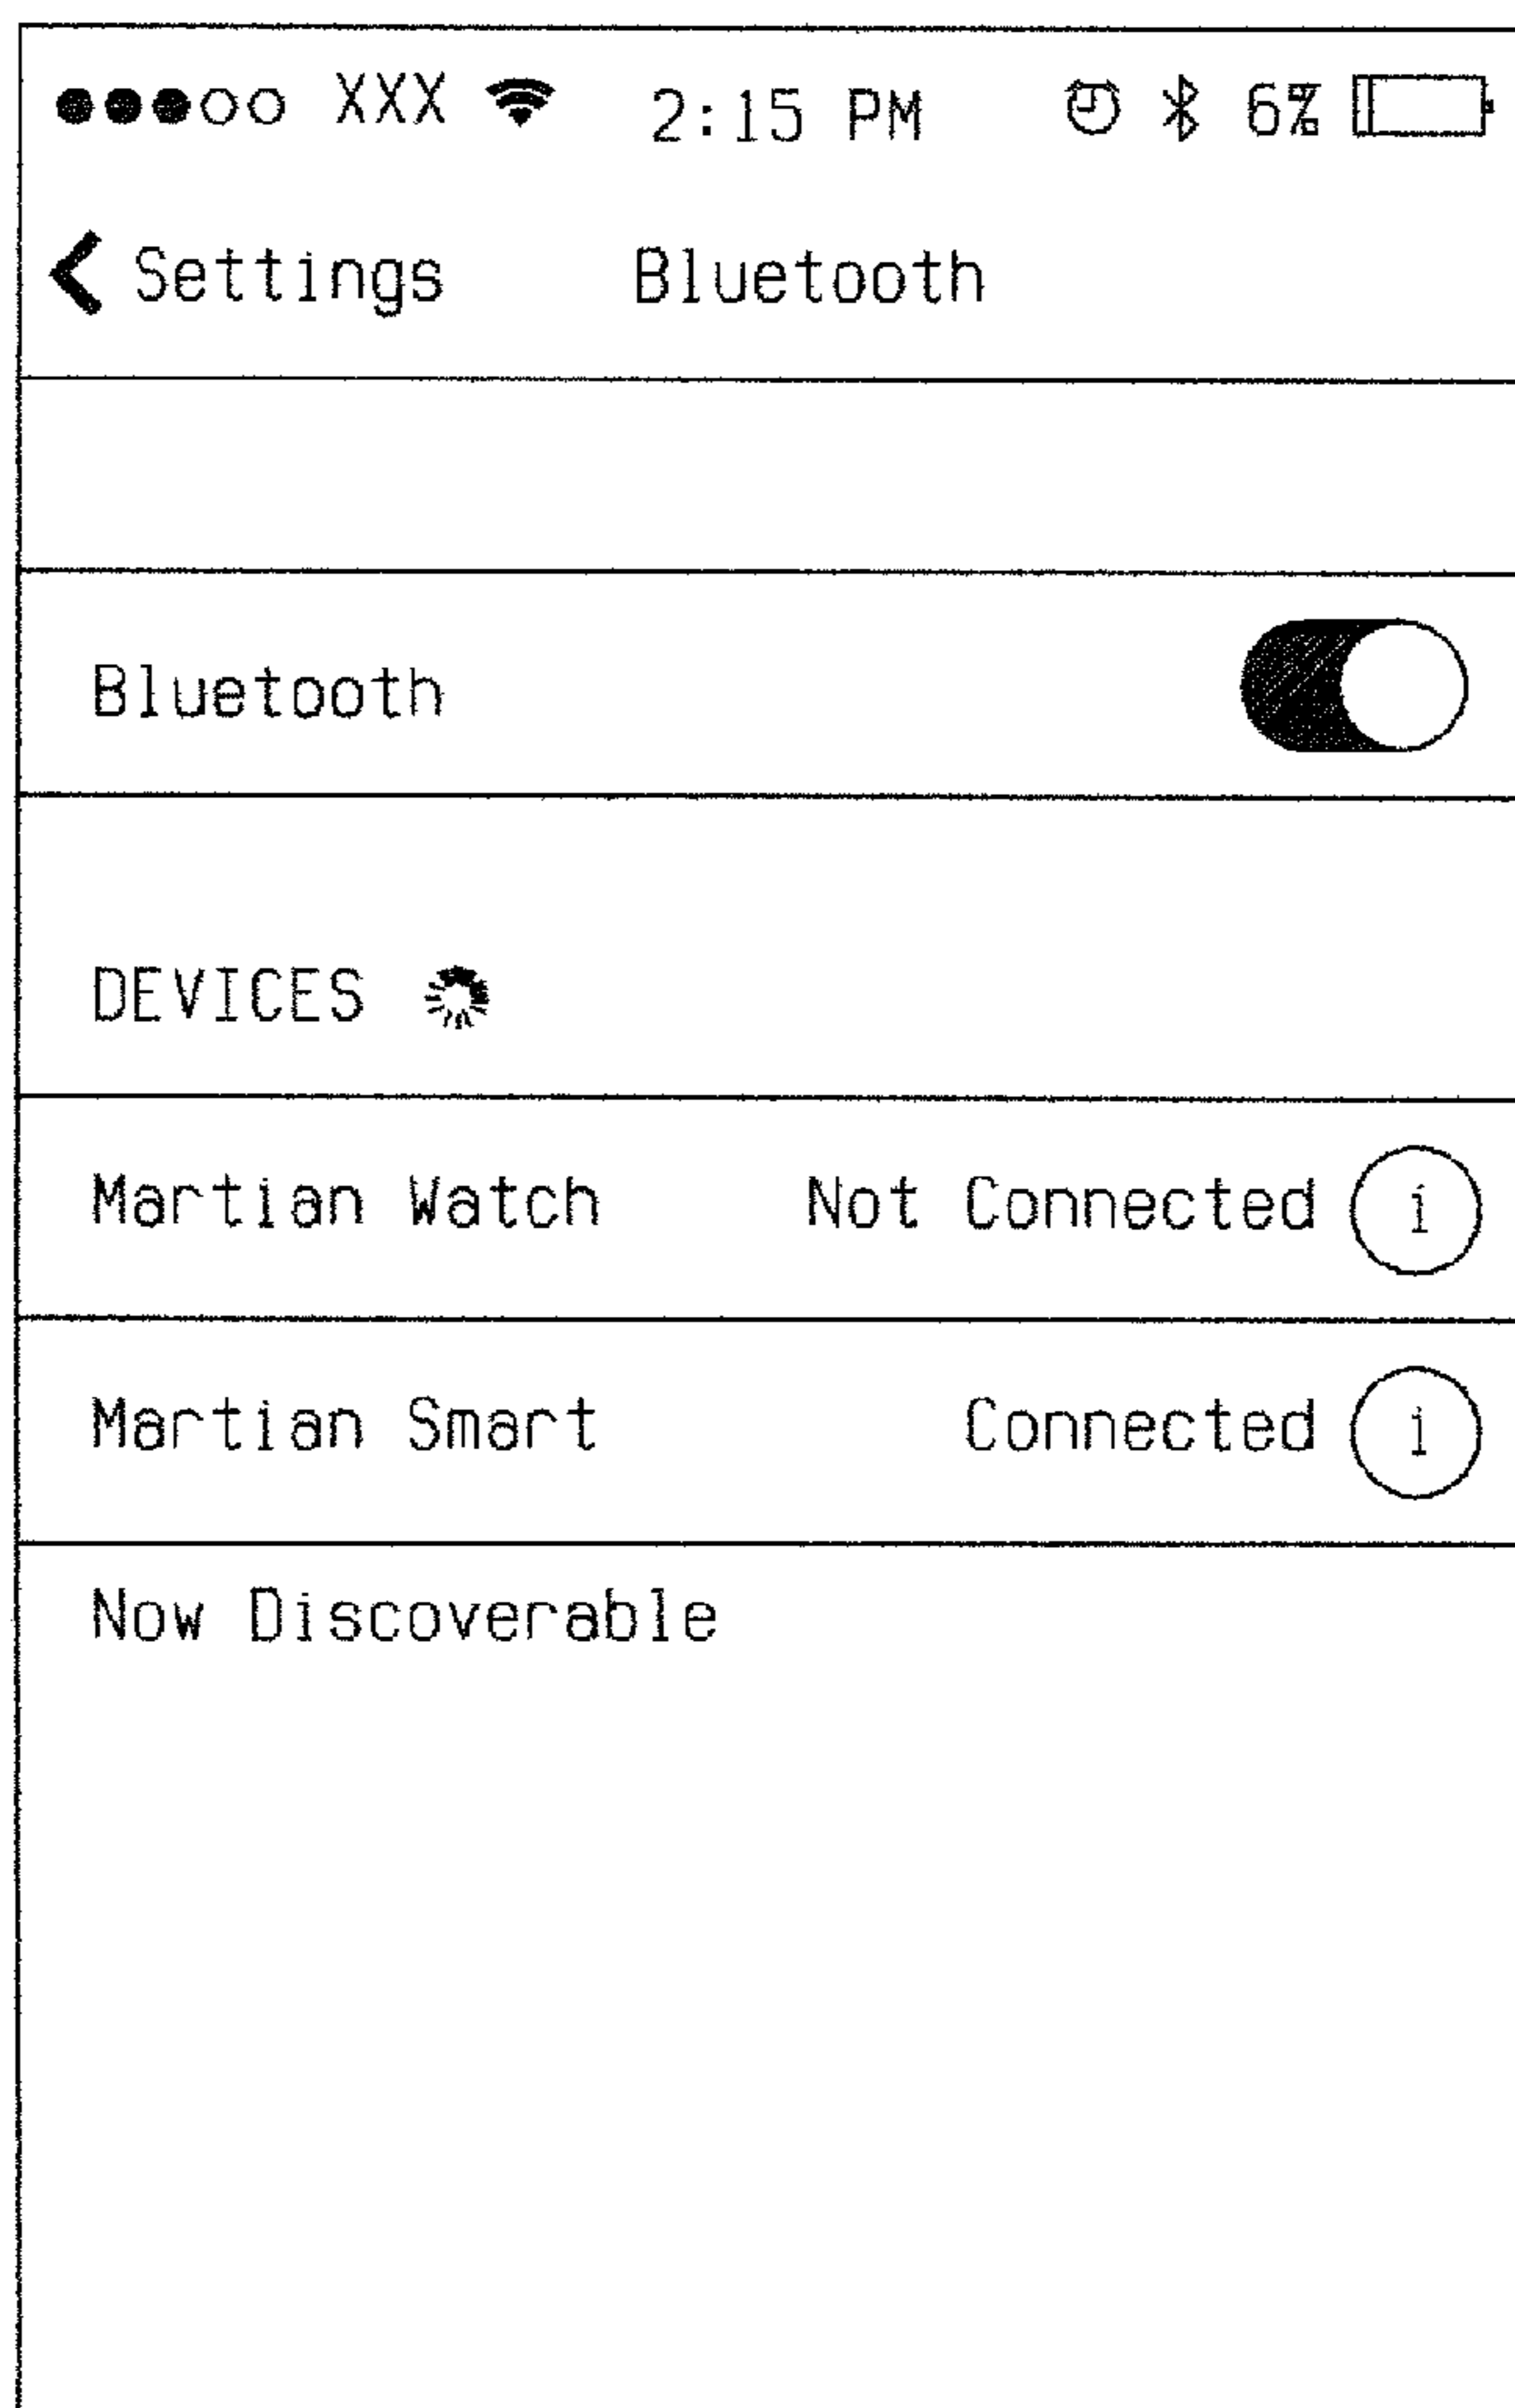 XXX 2:15 PM 6%
Settings Bluetooth
Bluetooth
DEVICES
Martian Watch Not Connected i
Martian Smart Connected i
Now Discoverable